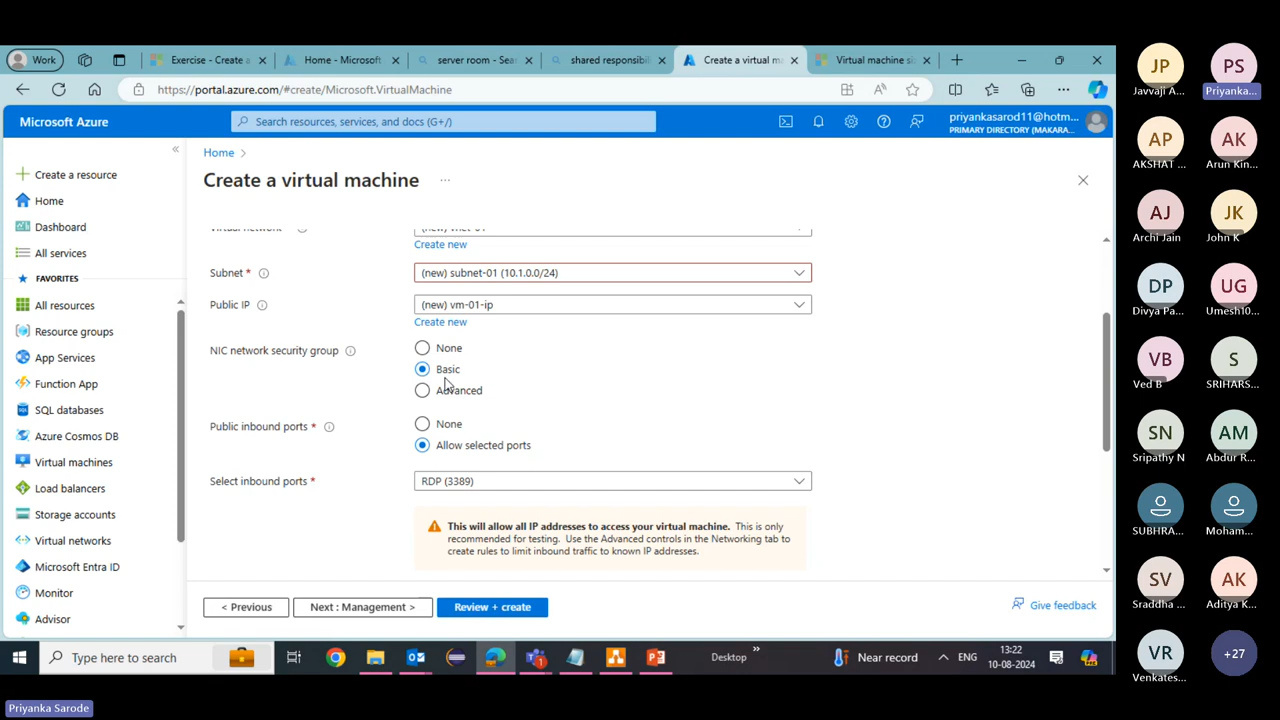 Work
Exercise - Create a
Home - Microsoft
server room - Sea
shared responsibil
Create a virtual m
Virtual machine si
https://portal.azure.com/#create/Microsoft.VirtualMachine
Microsoft Azure
Search resources, services, and docs (G+/)
priyankasarod11@hotm...
PRIMARY DIRECTORY (MAKARA...
Create a resource
Home
Dashboard
All services
FAVORITES
All resources
Resource groups
App Services
Function App
SQL databases
Azure Cosmos DB
Virtual machines
Load balancers
Storage accounts
Virtual networks
Microsoft Entra ID
Monitor
Advisor
Home >
Create a virtual machine
...
Create new
Subnet *
(new) subnet-01 (10.1.0.0/24)
Public IP
(new) vm-01-ip
Create new
NIC network security group
None
Basic
Advanced
Public inbound ports *
None
Allow selected ports
Select inbound ports *
RDP (3389)
This will allow all IP addresses to access your virtual machine. This is only
recommended for testing. Use the Advanced controls in the Networking tab to
create rules to limit inbound traffic to known IP addresses.
< Previous
Next : Management >
Review + create
Give feedback
Type here to search
Desktop
Near record
ENG
13:22
10-08-2024
Priyanka Sarode
JP
Javvaji A...
PS
Priyanka...
AP
AKSHAT ...
AK
Arun Kin...
AJ
Archi Jain
JK
John K
DP
Divya Pa...
UG
Umesh10...
VB
Ved B
S
SRIHARS...
SN
Sripathy N
AM
Abdur R...
SUBHRA...
Moham...
SV
Sraddha ...
AK
Aditya K...
VR
Venkates...
+27